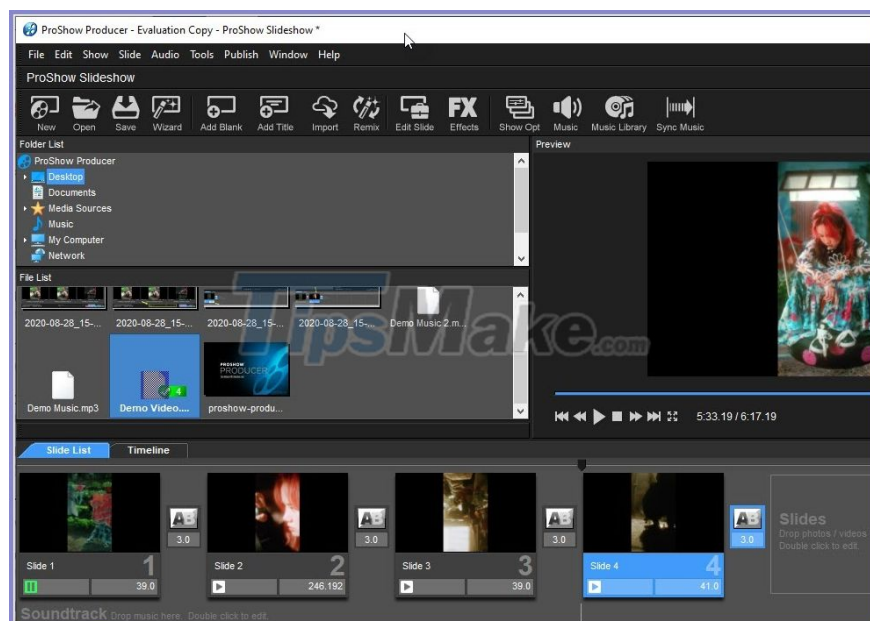 ProShow Producer - Evaluation Copy - ProShow Slideshow *
File Edit Show Slide Audio Tools Publish Window Help
ProShow Slideshow
New Open Save Wizard Add Blank Add Title Import Remix Edit Slide FX Effects Show Opt Music Music Library Sync Music
Folder List
Preview
ProShow Producer
Desktop
Documents
Media Sources
Music
My Computer
Network
File List
2020-08-28_15-... 2020-08-28_15-... 2020-08-28_15-... 2020-08-28_15-... Demo Music 2.m...
TipsMake.com
PROSHOW
PRODUCER
4
Demo Music.mp3 Demo Video.... proshow-produ...
5:33.19 / 6:17.19
Slide List Timeline
AB AB AB AB
3.0 3.0 3.0 3.0
Slides
Drop photos / videos
Double click to edit
Slide 1 1 Slide 2 2 Slide 3 3 Slide 4 4
39.0 246.192 39.0 41.0
Soundtrack Drop music here. Double click to edit.